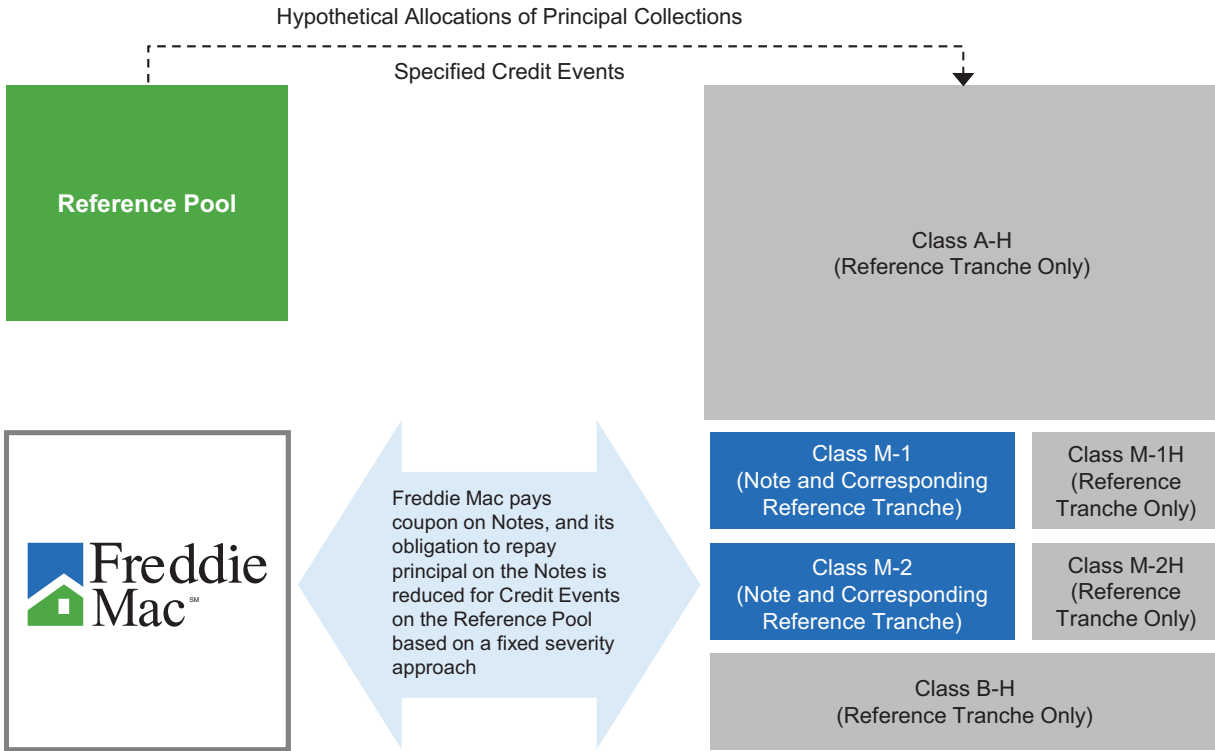 Hypothetical Allocations of Principal Collections
Specified Credit Events
Reference Pool
Class A-H
(Reference Tranche Only)
Freddie
Mac℠
Freddie Mac pays
coupon on Notes, and its
obligation to repay
principal on the Notes is
reduced for Credit Events
on the Reference Pool
based on a fixed severity
approach
Class M-1
(Note and Corresponding
Reference Tranche)
Class M-1H
(Reference
Tranche Only)
Class M-2
(Note and Corresponding
Reference Tranche)
Class M-2H
(Reference
Tranche Only)
Class B-H
(Reference Tranche Only)